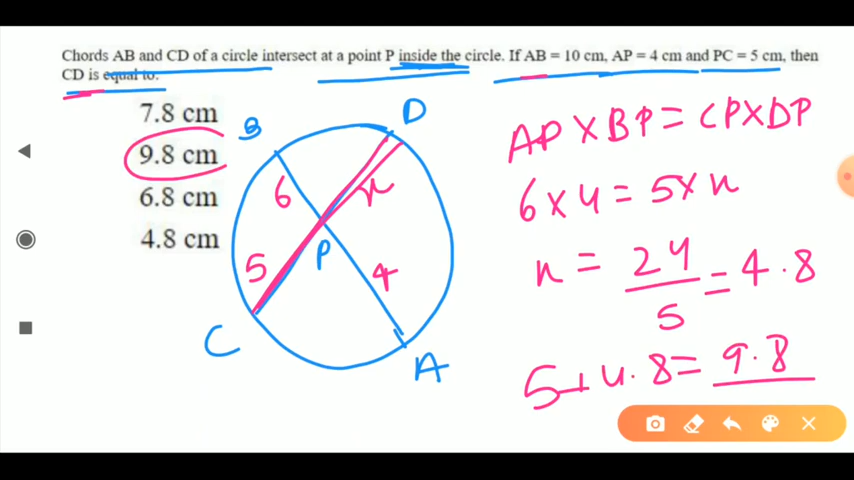 Chords AB and CD of a circle intersect at a point P inside the circle. If AB = 10 cm, AP = 4 cm and PC = 5 cm, then
CD is equal to:
7.8 cm
9.8 cm
6.8 cm
4.8 cm
B
D
6
x
P
5
4
C
A
AP X BP = CP X DP
6 X 4 = 5 X x
x = 24/5 = 4.8
5 + 4.8 = 9.8